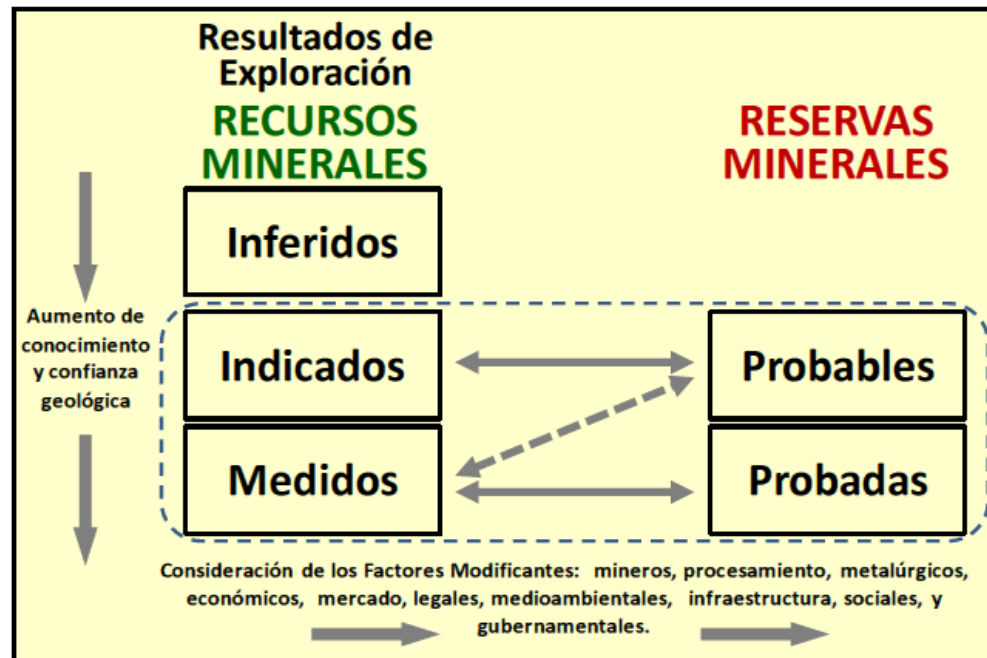 Resultados de
Exploración
RECURSOS
MINERALES
RESERVAS
MINERALES
Inferidos
Aumento de
conocimiento
y confianza
geológica
Indicados
Probables
Medidos
Probadas
Consideración de los Factores Modificantes: mineros, procesamiento, metalúrgicos,
económicos, mercado, legales, medioambientales, infraestructura, sociales, y
gubernamentales.